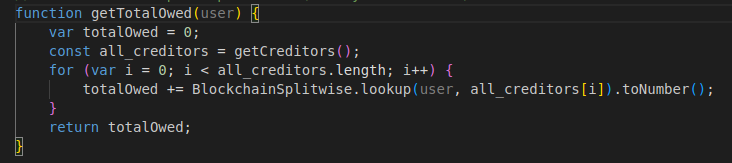 function getTotalOwed(user) {
    var totalOwed = 0;
    const all_creditors = getCreditors();
    for (var i = 0; i < all_creditors.length; i++) {
        totalOwed += BlockchainSplitwise.lookup(user, all_creditors[i]).toNumber();
    }
    return totalOwed;
}